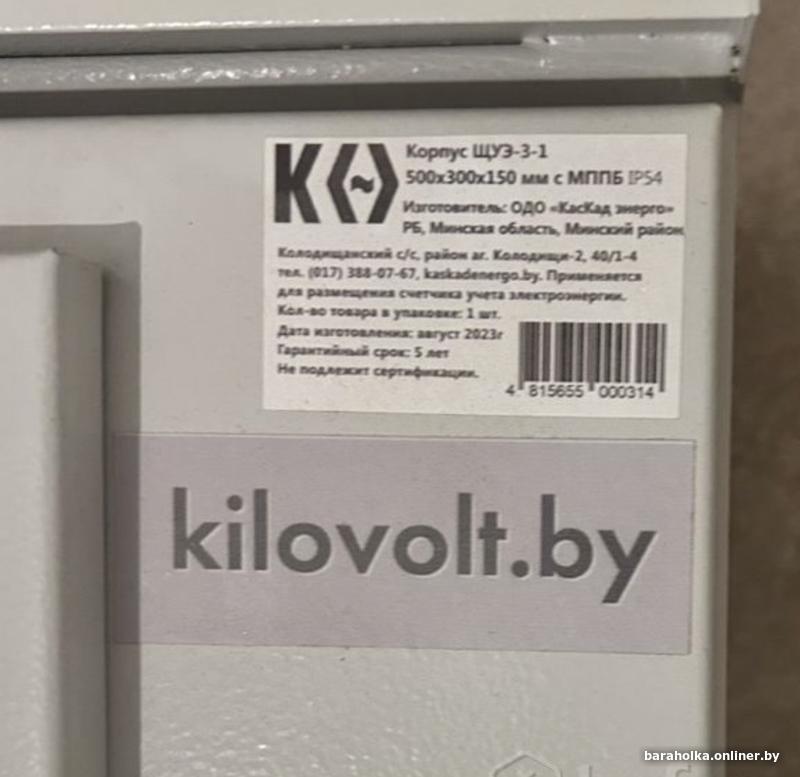 Корпус ЩУЭ-3-1
500х300х150 мм с МППБ IP54
Изготовитель: ОДО «КасКад энерго»
РБ, Минская область, Минский район,
Колодищанский с/с, район аг. Колодищи-2, 40/1-4
тел. (017) 388-07-67, kaskadenergo.by. Применяется
для размещения счетчика учета электроэнергии.
Кол-во товара в упаковке: 1 шт.
Дата изготовления: август 2023г
Гарантийный срок: 5 лет
Не подлежит сертификации.
4 815655 000314
kilovolt.by
baraholka.onliner.by